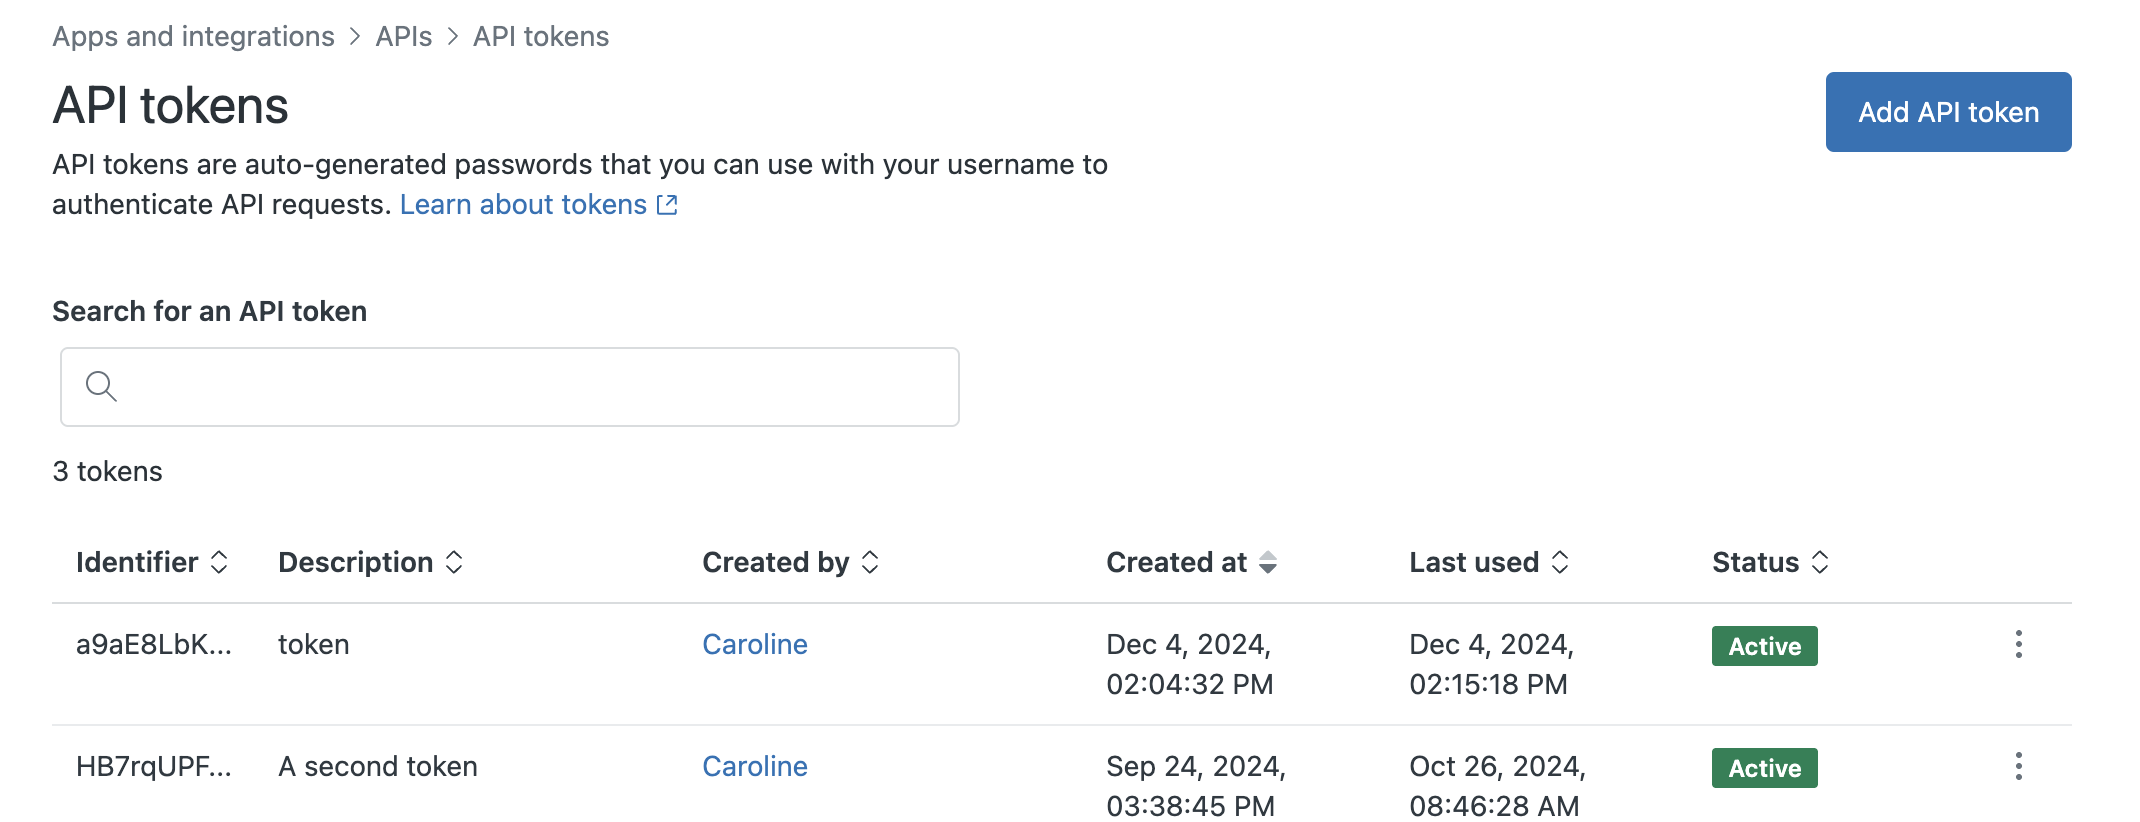 Apps and integrations > APIs > API tokens
API tokens
Add API token
API tokens are auto-generated passwords that you can use with your username to
authenticate API requests. Learn about tokens
Search for an API token
3 tokens
Identifier Description Created by Created at Last used Status
a9aE8LbK... token Caroline Dec 4, 2024, Dec 4, 2024, Active
02:04:32 PM 02:15:18 PM
HB7rqUPF... A second token Caroline Sep 24, 2024, Oct 26, 2024, Active
03:38:45 PM 08:46:28 AM